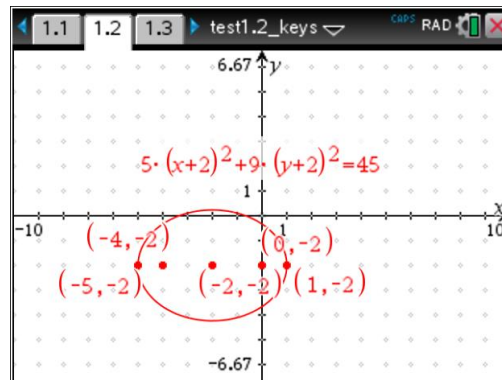 1.1 1.2 1.3 test1.2_keys CAPS RAD
6.67 y
5·(x+2)²+9·(y+2)²=45
1
x
-10 1 10
(-4,-2) (0,-2)
(-5,-2) (-2,-2) (1,-2)
-6.67